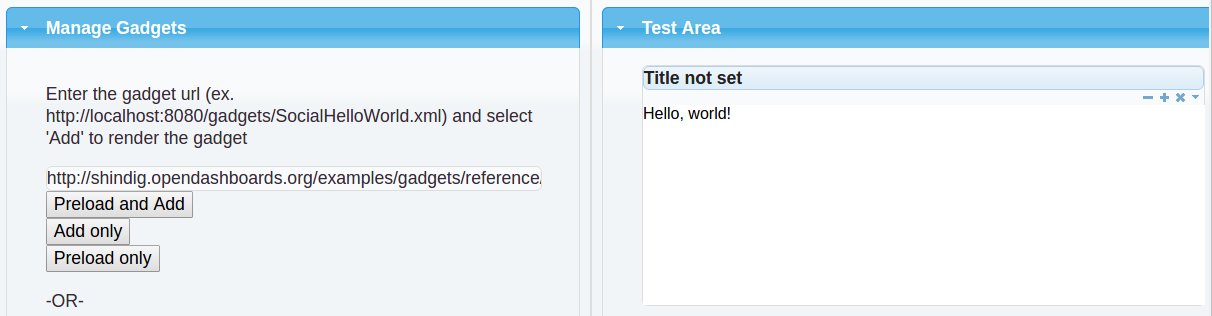 Manage Gadgets
Enter the gadget url (ex.
http://localhost:8080/gadgets/SocialHelloWorld.xml) and select
'Add' to render the gadget
http://shindig.opendashboards.org/examples/gadgets/reference/
Preload and Add
Add only
Preload only
-OR-
Test Area
Title not set
Hello, world!